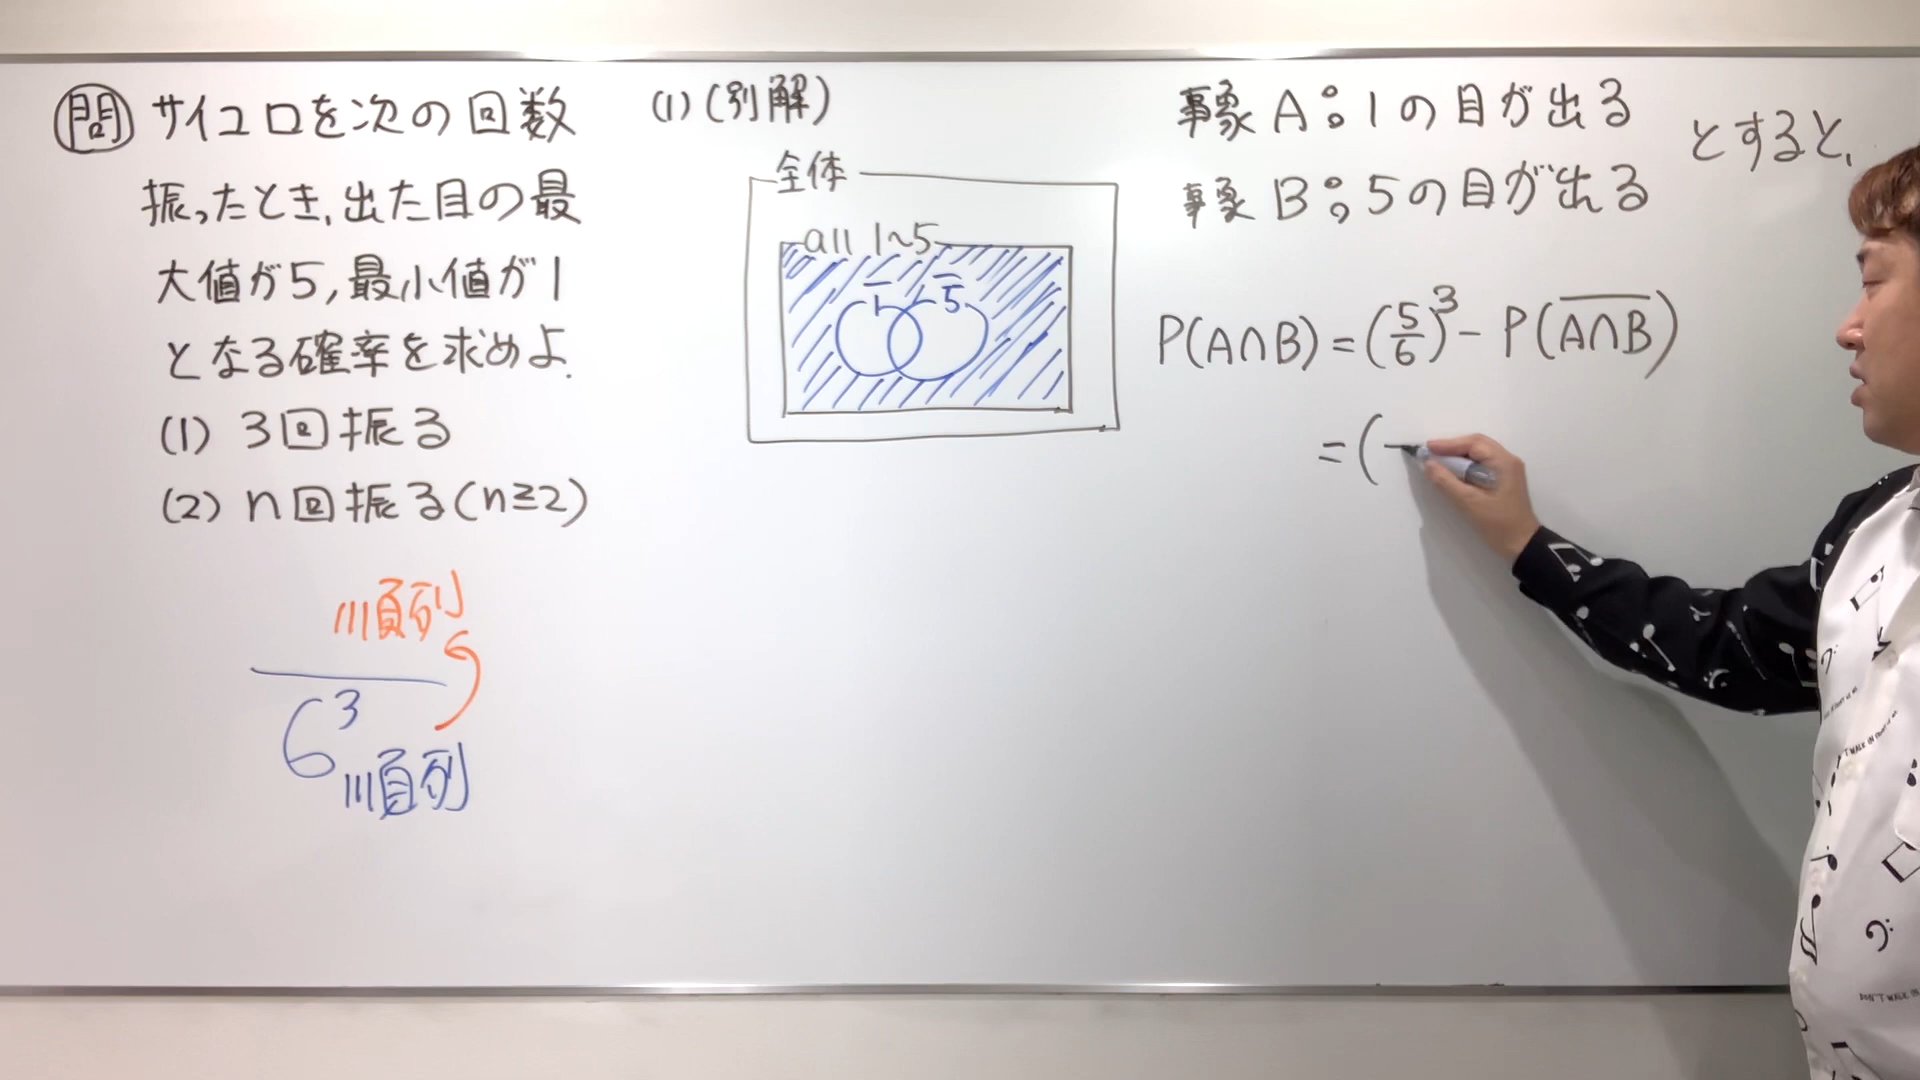 問 サイコロを次の回数
振ったとき、出た目の最
大値が5,最小値が1
となる確率を求めよ.
(1) 3回振る
(2) n回振る(n≧2)
順列
6³
順列
(1)(別解)
全体
all 1~5
1̅ 5̅
事象 A:1の目が出る
事象 B:5の目が出る
とすると、
P(A∩B)=(5/6)³- P(\overline{A∩B})
=(